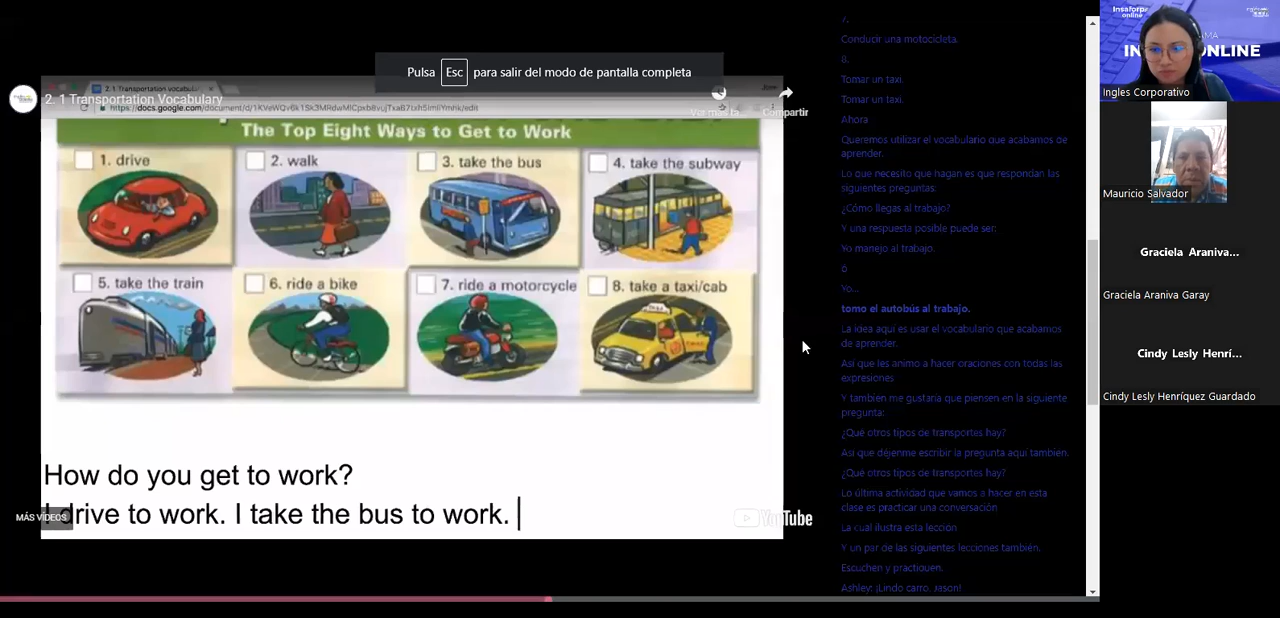 Pulsa Esc para salir del modo de pantalla completa
2. 1 Transportation vocabul
2. 1 Transportation Vocabulary
Compartir
The Top Eight Ways to Get to Work
1. drive
2. walk
3. take the bus
4. take the subway
5. take the train
6. ride a bike
7. ride a motorcycle
8. take a taxi/cab
How do you get to work?
I drive to work. I take the bus to work.
MÁS VÍDEOS
YouTube
7.
Conducir una motocicleta.
8.
Tomar un taxi.
Tomar un taxi.
Ahora
Queremos utilizar el vocabulario que acabamos de
aprender.
Lo que necesito que hagan es que respondan las
siguientes preguntas:
¿Cómo llegas al trabajo?
Y una respuesta posible puede ser:
Yo manejo al trabajo.
ó
Yo...
tomo el autobús al trabajo.
La idea aquí es usar el vocabulario que acabamos
de aprender.
Así que les animo a hacer oraciones con todas las
expresiones
Y también me gustaría que piensen en la siguiente
pregunta:
¿Qué otros tipos de transportes hay?
Así que déjenme escribir la pregunta aquí también.
¿Qué otros tipos de transportes hay?
Lo última actividad que vamos a hacer en esta
clase es practicar una conversación
La cual ilustra esta lección
Y un par de las siguientes lecciones también.
Escuchen y practiquen.
Ashley: ¡Lindo carro, Jason!
Insaforp
online
ONLINE
Ingles Corporativo
Mauricio Salvador
Graciela Araniva...
Graciela Araniva Garay
Cindy Lesly Henrí...
Cindy Lesly Henríquez Guardado